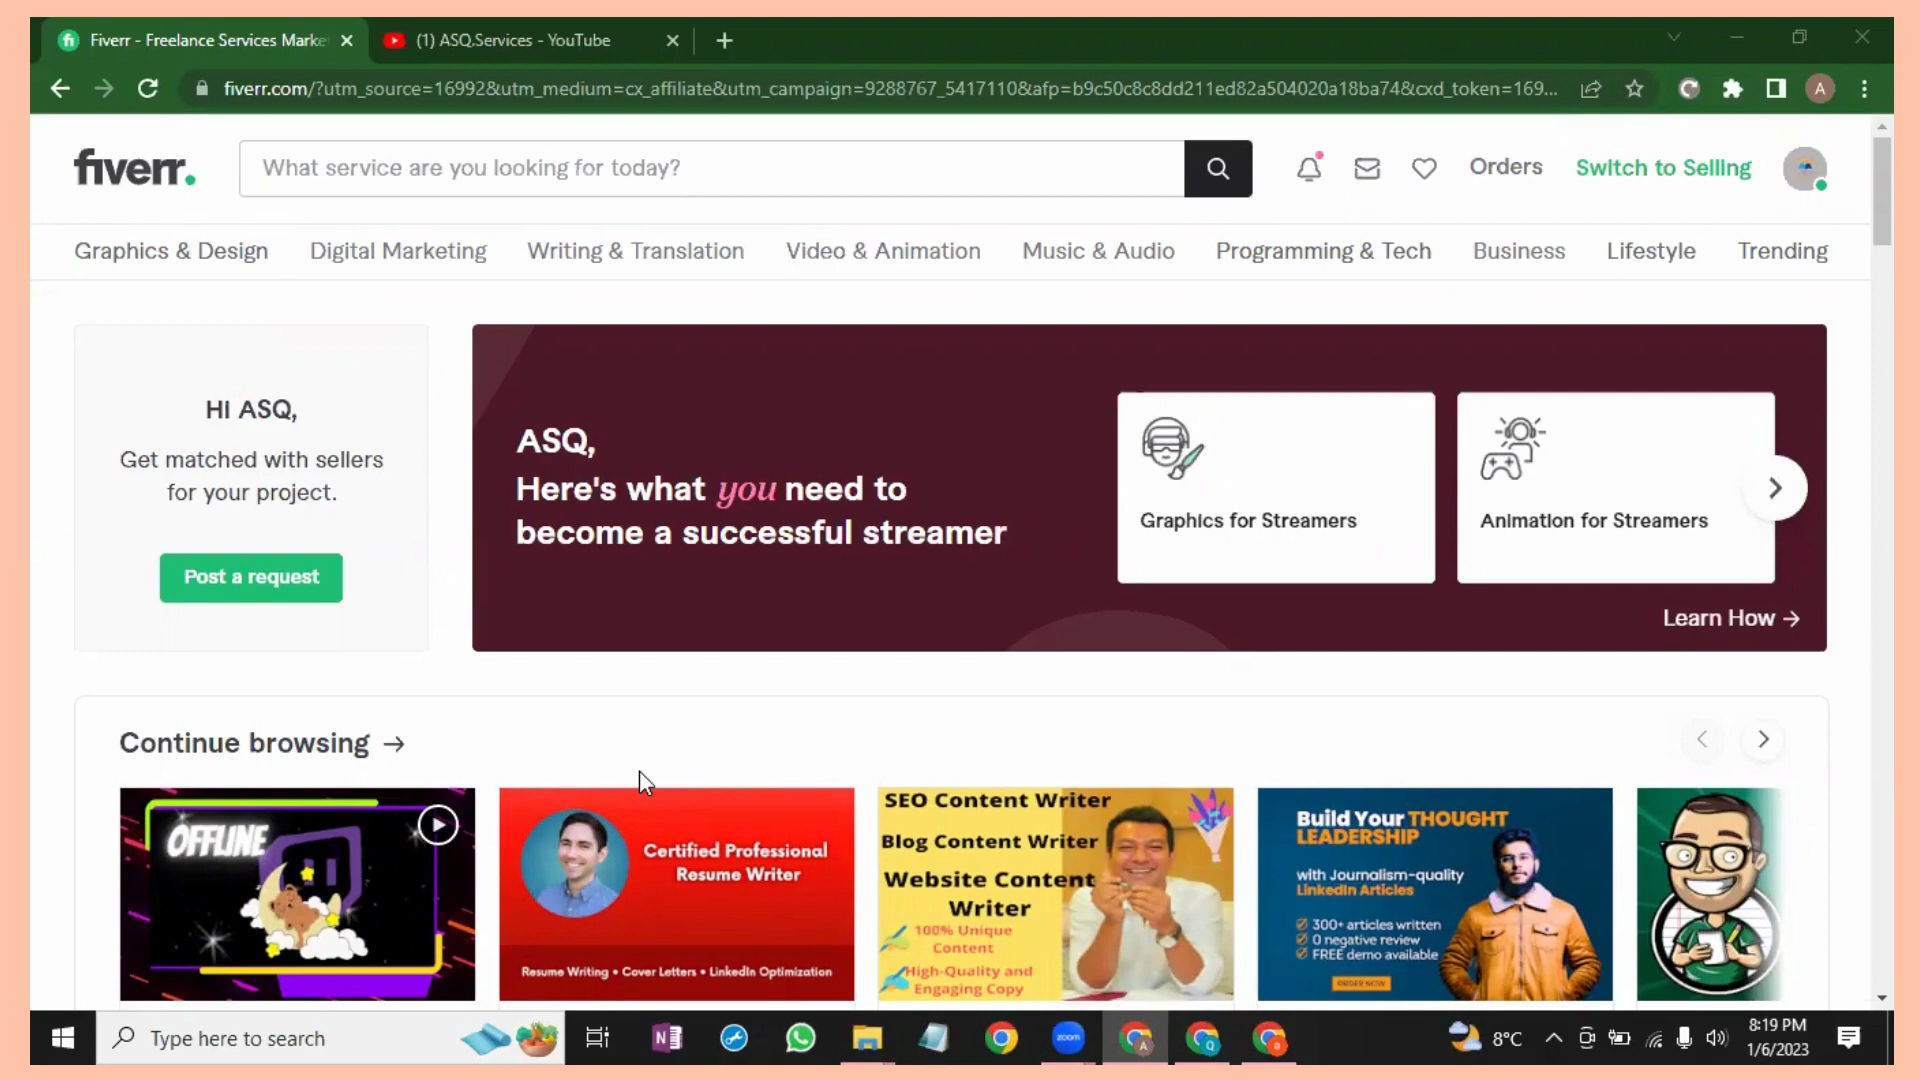 Fiverr - Freelance Services Marke
(1) ASQ.Services - YouTube
fiverr.com/?utm_source=16992&utm_medium=cx_affiliate&utm_campaign=9288767_5417110&afp=b9c50c8c8dd211ed82a504020a18ba74&cxd_token=169...
A
fiverr.
What service are you looking for today?
Orders
Switch to Selling
Graphics & Design
Digital Marketing
Writing & Translation
Video & Animation
Music & Audio
Programming & Tech
Business
Lifestyle
Trending
Hi ASQ,
Get matched with sellers
for your project.
Post a request
ASQ,
Here's what you need to
become a successful streamer
Graphics for Streamers
Animation for Streamers
Learn How →
Continue browsing →
OFFLINE
Certified Professional
Resume Writer
Resume Writing • Cover Letters • LinkedIn Optimization
SEO Content Writer
Blog Content Writer
Website Content
Writer
100% Unique
Content
High-Quality and
Engaging Copy
Build Your THOUGHT
LEADERSHIP
with Journalism-quality
LinkedIn Articles
300+ articles written
0 negative review
FREE demo available
ORDER NOW
Type here to search
N
zoom
A
Q
a
8°C
8:19 PM
1/6/2023